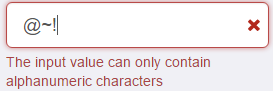 @~!
The input value can only contain
alphanumeric characters